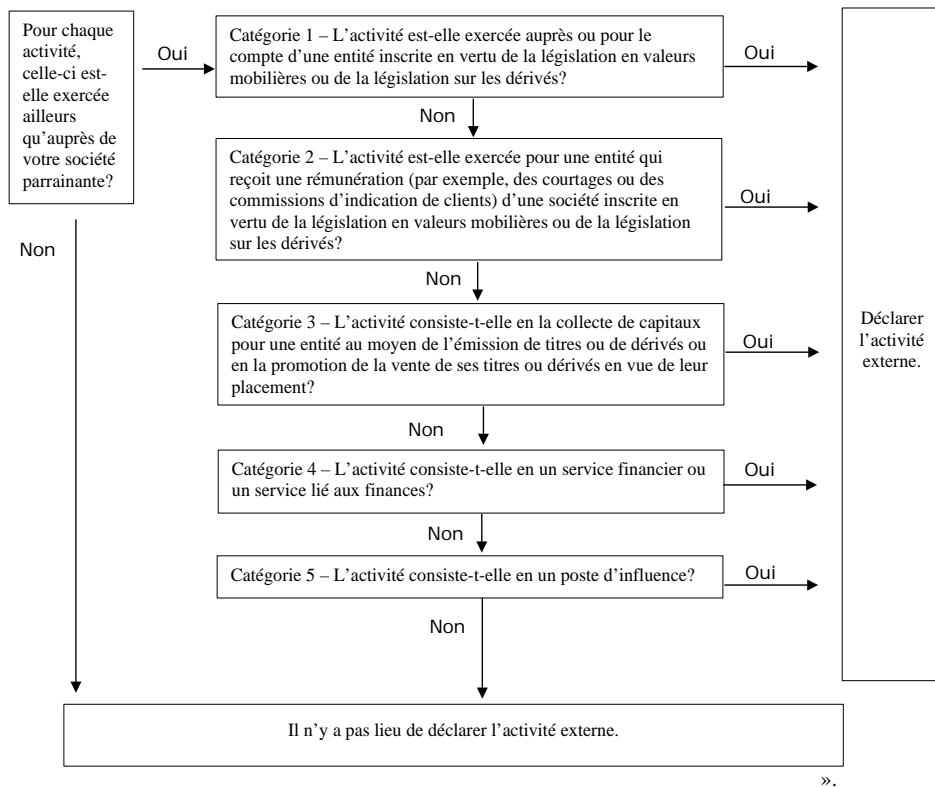 Pour chaque
activité,
celle-ci est-
elle exercée
ailleurs
qu’auprès de
votre société
parrainante?
Oui
Non
Catégorie 1 – L’activité est-elle exercée auprès ou pour le
compte d’une entité inscrite en vertu de la législation en valeurs
mobilières ou de la législation sur les dérivés?
Oui
Non
Catégorie 2 – L’activité est-elle exercée pour une entité qui
reçoit une rémunération (par exemple, des courtages ou des
commissions d’indication de clients) d’une société inscrite en
vertu de la législation en valeurs mobilières ou de la législation
sur les dérivés?
Oui
Non
Catégorie 3 – L’activité consiste-t-elle en la collecte de capitaux
pour une entité au moyen de l’émission de titres ou de dérivés ou
en la promotion de la vente de ses titres ou dérivés en vue de leur
placement?
Oui
Non
Catégorie 4 – L’activité consiste-t-elle en un service financier ou
un service lié aux finances?
Oui
Non
Catégorie 5 – L’activité consiste-t-elle en un poste d’influence?
Oui
Non
Déclarer
l’activité
externe.
Il n’y a pas lieu de déclarer l’activité externe.
».